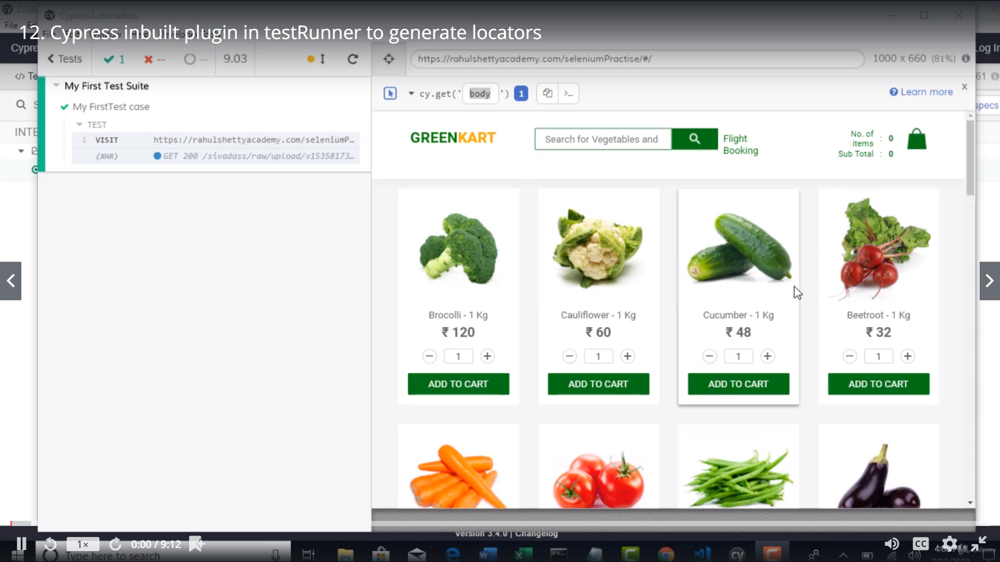 CypressAutomation
12. Cypress inbuilt plugin in testRunner to generate locators
Tests
1
--
--
9.03
https://rahulshettyacademy.com/seleniumPractise/#/
1000 x 660 (81%)
My First Test Suite
cy.get('
body
')
1
Learn more
My FirstTest case
TEST
1 VISIT https://rahulshettyacademy.com/seleniumP…
(XHR) GET 200 /sivadass/raw/upload/v15358173…
GREENKART
Search for Vegetables and
Flight
Booking
No. of
items : 0
Sub Total : 0
Brocolli - 1 Kg
₹ 120
1
ADD TO CART
Cauliflower - 1 Kg
₹ 60
1
ADD TO CART
Cucumber - 1 Kg
₹ 48
1
ADD TO CART
Beetroot - 1 Kg
₹ 32
1
ADD TO CART
Version 3.4.0 | Changelog
1×
0:00 / 9:12
CC
Type here to search